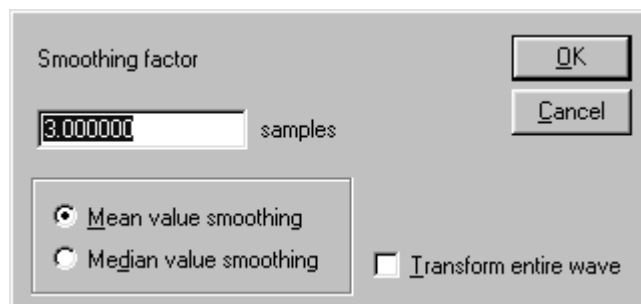 Smoothing factor
OK
3.000000 samples
Cancel
Mean value smoothing
Median value smoothing
Transform entire wave